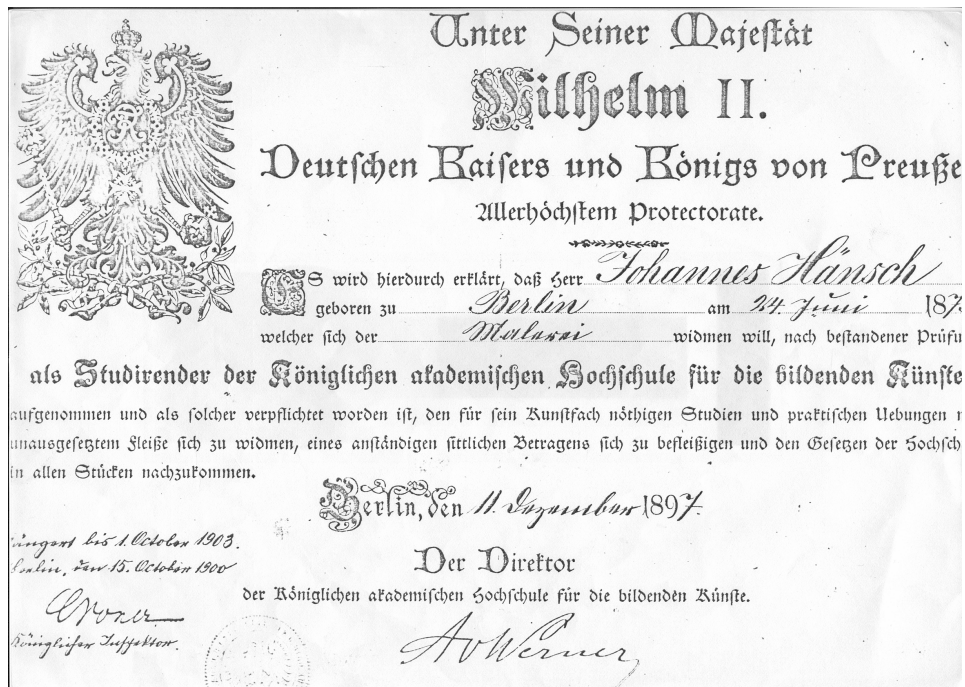 Unter Seiner Majestät
Wilhelm II.
Deutschen Kaisers und Königs von Preuße
Allerhöchstem Protectorate.
Es wird hierdurch erklärt, daß Herr Johannes Hänsch
geboren zu Berlin am 24. Juni 187
welcher sich der Malerei widmen will, nach bestandener Prüfu
als Studirender der Königlichen akademischen Hochschule für die bildenden Künste
aufgenommen und als solcher verpflichtet worden ist, den für sein Kunstfach nöthigen Studien und praktischen Uebungen m
unausgesetztem Fleiße sich zu widmen, eines anständigen sittlichen Betragens sich zu befleißigen und den Gesetzen der Hochsch
in allen Stücken nachzukommen.
Berlin, den 11. Dezember 1897
längert bis 1. October 1903.
Berlin, den 15. October 1900
Der Direktor
der Königlichen akademischen Hochschule für die bildenden Künste.
Königlicher Inspektor.
AvWerner